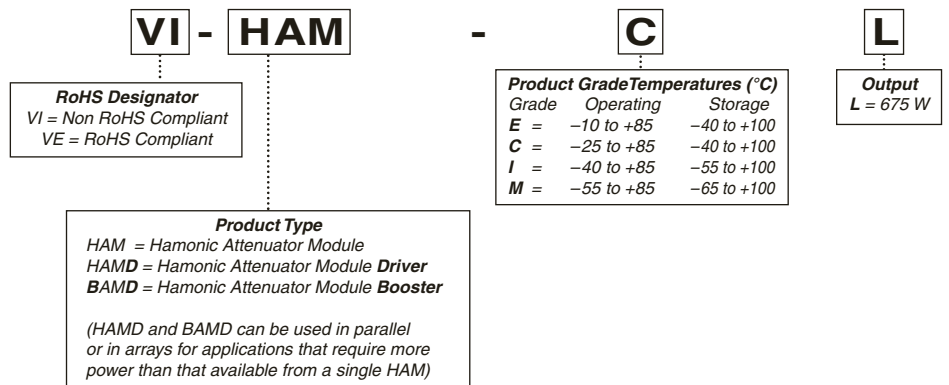 VI - HAM - C L
RoHS Designator
VI = Non RoHS Compliant
VE = RoHS Compliant
Product GradeTemperatures (°C)
Grade Operating Storage
E = –10 to +85 –40 to +100
C = –25 to +85 –40 to +100
I = –40 to +85 –55 to +100
M = –55 to +85 –65 to +100
Output
L = 675 W
Product Type
HAM = Hamonic Attenuator Module
HAMD = Hamonic Attenuator Module Driver
BAMD = Hamonic Attenuator Module Booster
(HAMD and BAMD can be used in parallel
or in arrays for applications that require more
power than that available from a single HAM)